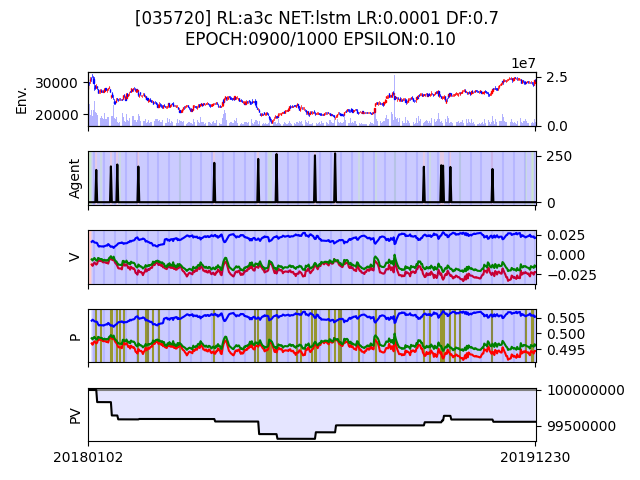 [035720] RL:a3c NET:lstm LR:0.0001 DF:0.7
EPOCH:0900/1000 EPSILON:0.10
1e7
Env.
30000
20000
2.5
0.0
Agent
250
0
V
0.025
0.000
−0.025
P
0.505
0.500
0.495
PV
100000000
99500000
20180102
20191230